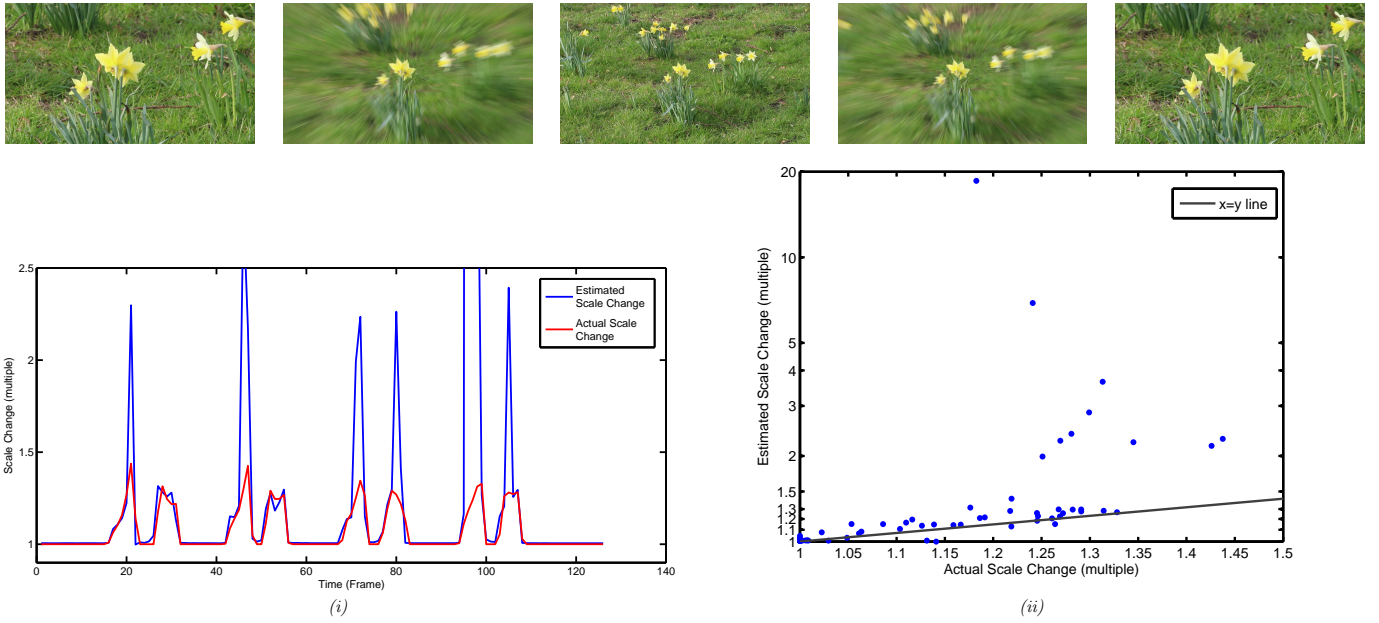 2.5
2
1.5
1
0 20 40 60 80 100 120 140
Scale Change (multiple)
Time (Frame)
Estimated
Scale Change
Actual Scale
Change
(i)
20
10
5
4
3
2
1.5
1.3
1.2
1.1
1
1 1.05 1.1 1.15 1.2 1.25 1.3 1.35 1.4 1.45 1.5
Estimated Scale Change (multiple)
Actual Scale Change (multiple)
x=y line
(ii)